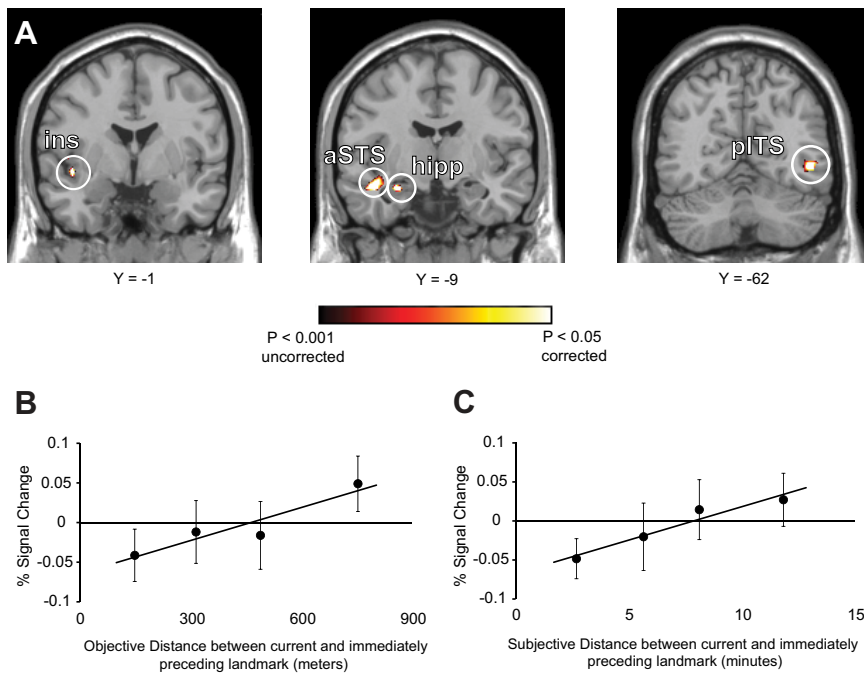 A
ins
aSTS
hipp
pITS
Y = -1
Y = -9
Y = -62
P < 0.001
uncorrected
P < 0.05
corrected
B
% Signal Change
0.1
0.05
0
-0.05
-0.1
0
300
600
900
Objective Distance between current and immediately
preceding landmark (meters)
C
% Signal Change
0.1
0.05
0
-0.05
-0.1
0
5
10
15
Subjective Distance between current and immediately
preceding landmark (minutes)